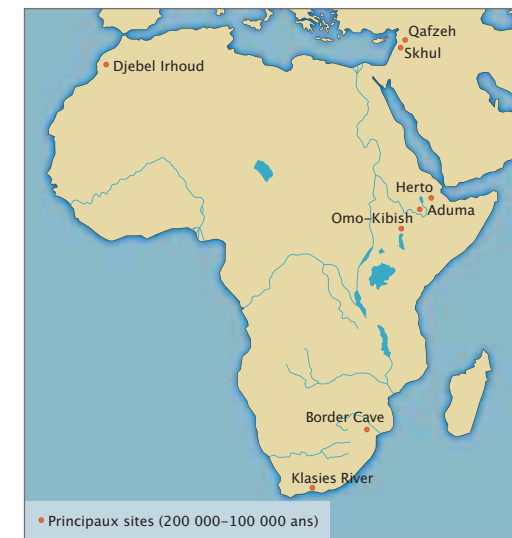 Qafzeh
Skhul
Djebel Irhoud
Herto
Aduma
Omo-Kibish
Border Cave
Klasies River
Principaux sites (200 000-100 000 ans)